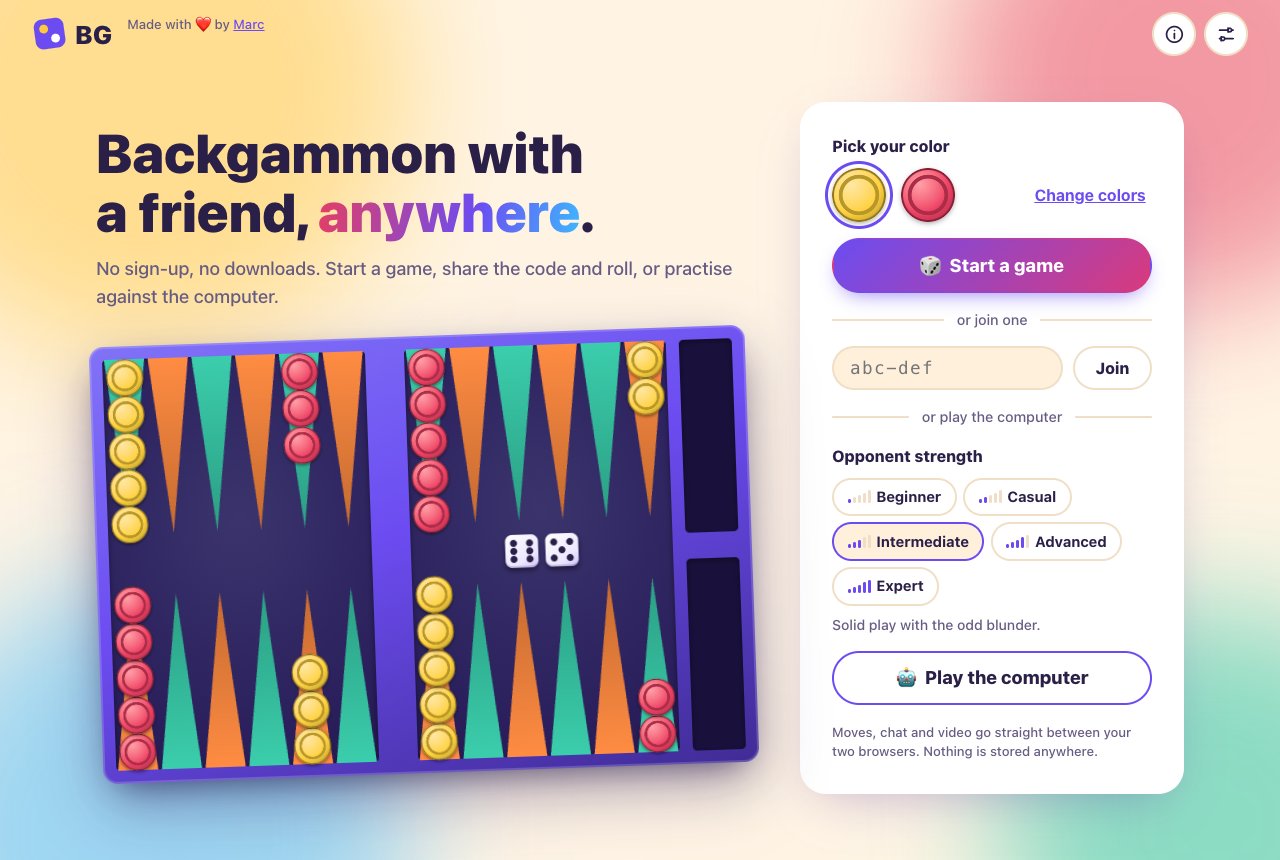 BG
Made with ❤️ by Marc
Backgammon with
a friend, anywhere.
No sign-up, no downloads. Start a game, share the code and roll, or practise
against the computer.
Pick your color
Change colors
🎲 Start a game
or join one
abc-def
Join
or play the computer
Opponent strength
Beginner
Casual
Intermediate
Advanced
Expert
Solid play with the odd blunder.
🤖 Play the computer
Moves, chat and video go straight between your
two browsers. Nothing is stored anywhere.